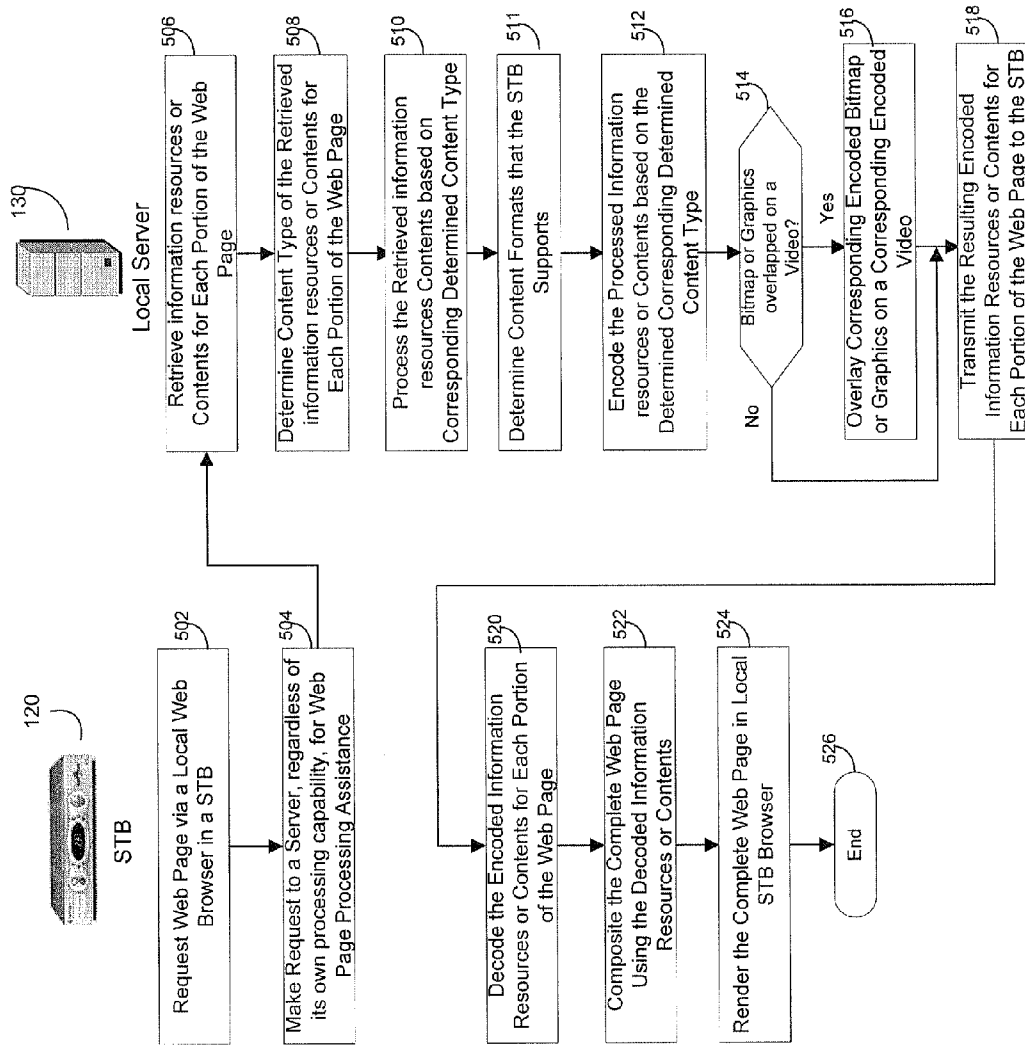 120
STB
502
Request Web Page via a Local Web
Browser in a STB
504
Make Request to a Server, regardless of
its own processing capability, for Web
Page Processing Assistance
130
Local Server
506
Retrieve information resources or
Contents for Each Portion of the Web
Page
508
Determine Content Type of the Retrieved
information resources or Contents for
Each Portion of the Web Page
510
Process the Retrieved information
resources Contents based on
Corresponding Determined Content Type
511
Determine Content Formats that the STB
Supports
512
Encode the Processed Information
resources or Contents based on the
Determined Corresponding Determined
Content Type
514
Bitmap or Graphics
overlapped on a
Video?
Yes
No
516
Overlay Corresponding Encoded Bitmap
or Graphics on a Corresponding Encoded
Video
518
Transmit the Resulting Encoded
Information Resources or Contents for
Each Portion of the Web Page to the STB
520
Decode the Encoded Information
Resources or Contents for Each Portion
of the Web Page
522
Composite the Complete Web Page
Using the Decoded Information
Resources or Contents
524
Render the Complete Web Page in Local
STB Browser
526
End